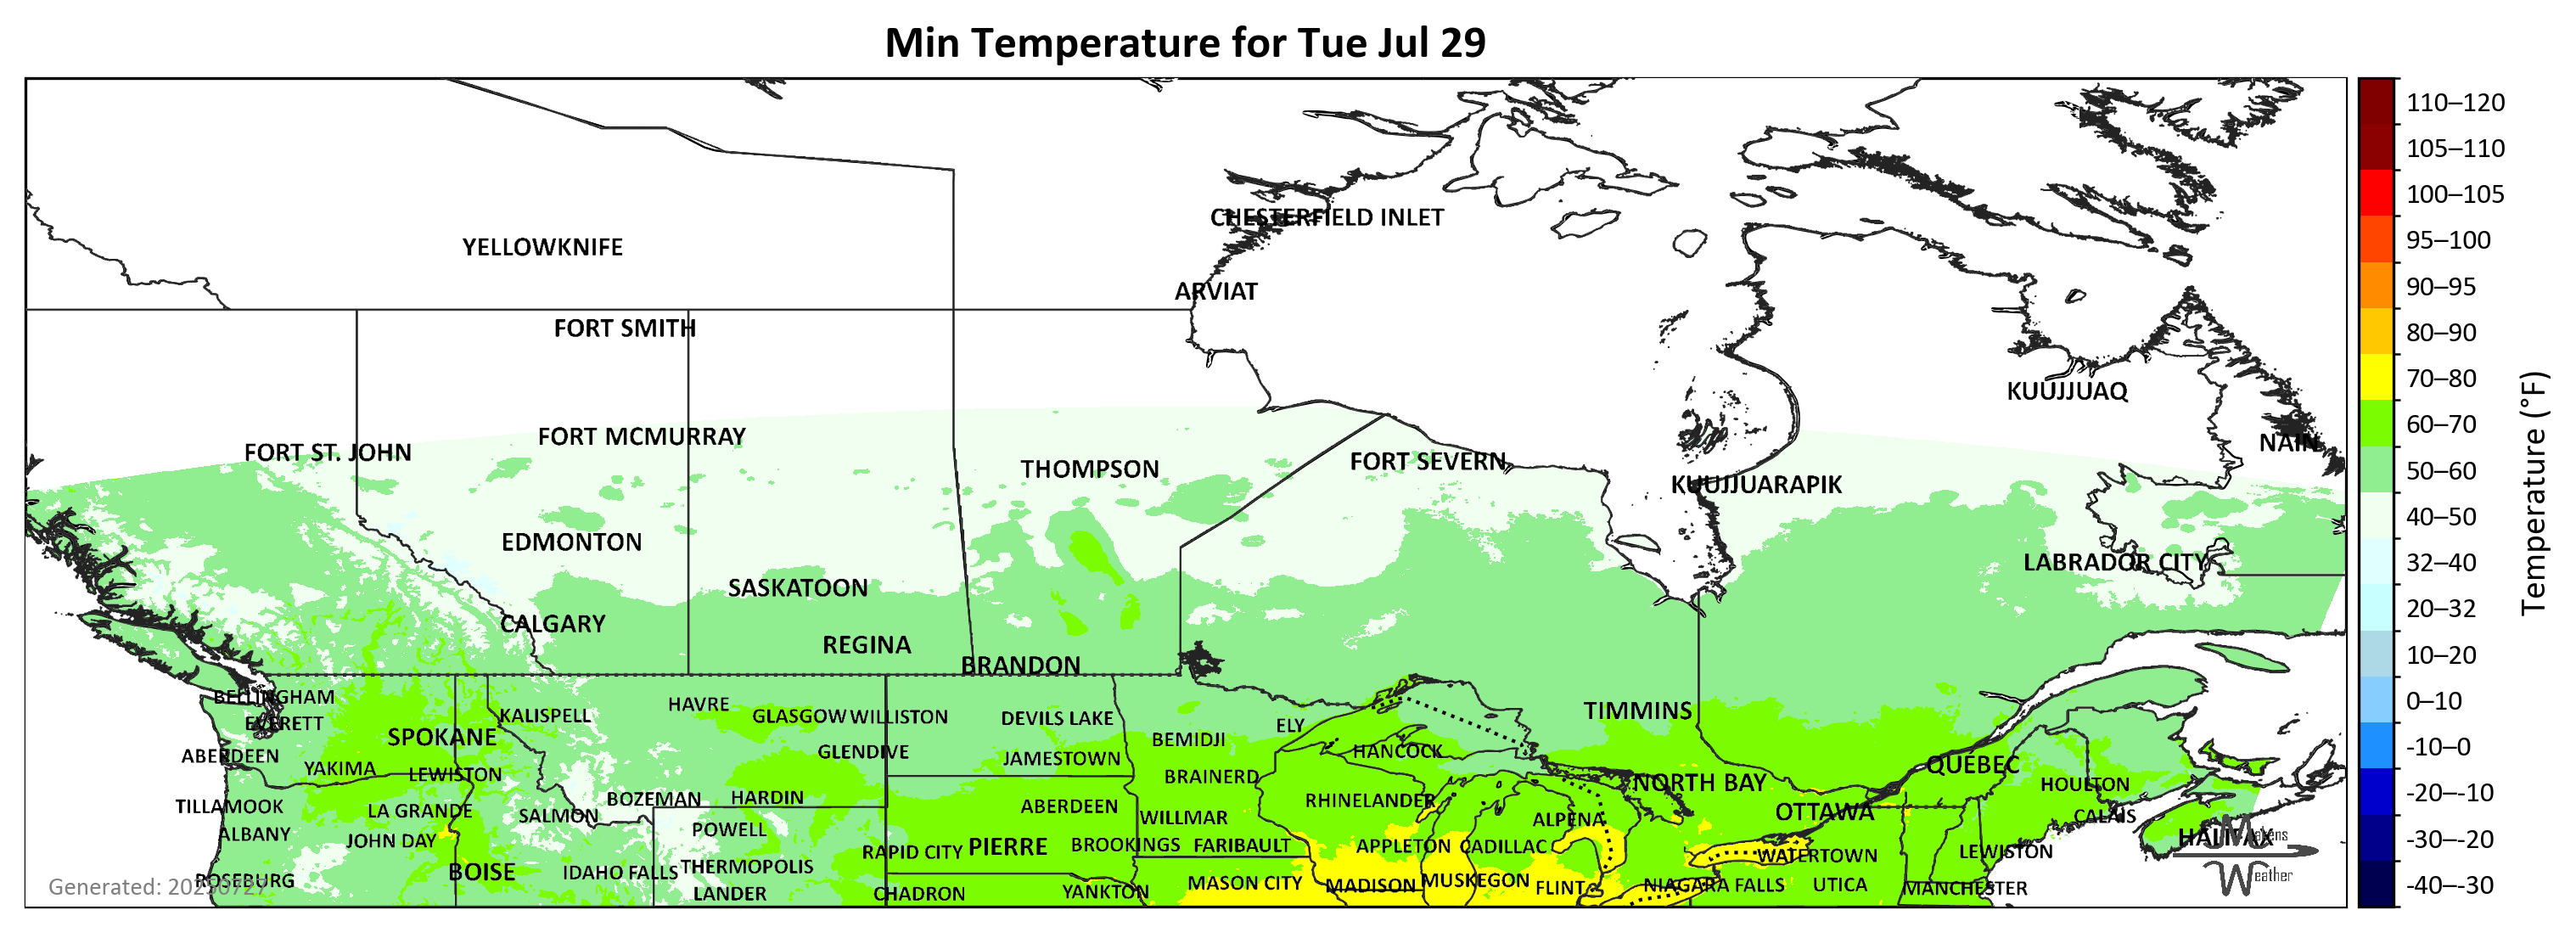 Min Temperature for Tue Jul 29
110–120
105–110
CHESTERFIELD INLET
100–105
YELLOWKNIFE
95–100
ARVIAT
90–95
FORT SMITH
80–90
KUUJJUAQ
70–80
FORT MCMURRAY
60–70
FORT ST. JOHN
NAIN
THOMPSON
FORT SEVERN
50–60
KUUJJUARAPIK
40–50
EDMONTON
LABRADOR CITY
32–40
SASKATOON
20–32
CALGARY
REGINA
10–20
BRANDON
Temperature (°F)
BELLINGHAM
HAVRE
0–10
KALISPELL
GLASGOW
WILLISTON
DEVILS LAKE
TIMMINS
EVERETT
ELY
SPOKANE
BEMIDJI
-10–0
ABERDEEN
GLENDIVE
JAMESTOWN
HANCOCK
YAKIMA
LEWISTON
BRAINERD
QUEBEC
NORTH BAY
HOULTON
-20–-10
BOZEMAN
HARDIN
RHINELANDER
TILLAMOOK
LA GRANDE
SALMON
ABERDEEN
WILLMAR
ALPENA
OTTAWA
CALAIS
ALBANY
JOHN DAY
POWELL
HALIFAX
Matens
-30–-20
RAPID CITY
PIERRE
BROOKINGS
FARIBAULT
APPLETON
CADILLAC
WATERTOWN
LEWISTON
BOISE
IDAHO FALLS
THERMOPOLIS
Weather
ROSEBURG
MASON CITY
MADISON
MUSKEGON
FLINT
NIAGARA FALLS
UTICA
MANCHESTER
-40–-30
Generated: 20250727
LANDER
CHADRON
YANKTON